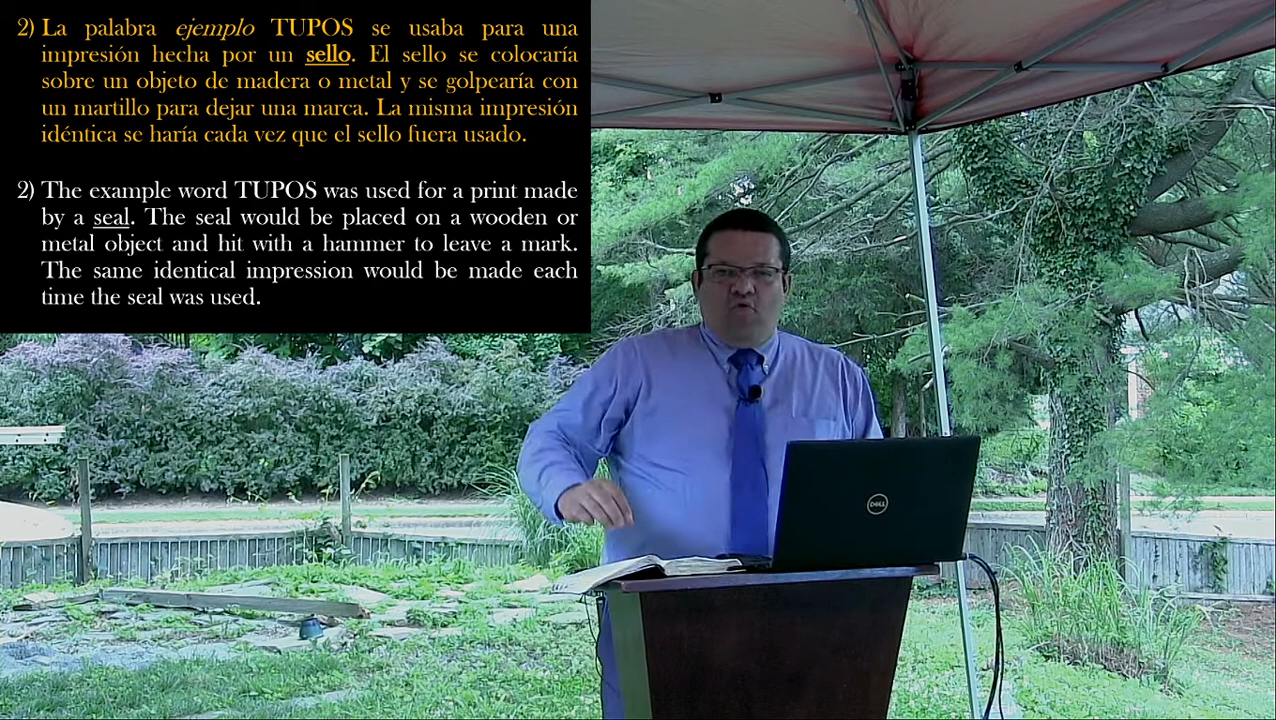 2) La palabra ejemplo TUPOS se usaba para una
impresión hecha por un sello. El sello se colocaría
sobre un objeto de madera o metal y se golpearía con
un martillo para dejar una marca. La misma impresión
idéntica se haría cada vez que el sello fuera usado.
2) The example word TUPOS was used for a print made
by a seal. The seal would be placed on a wooden or
metal object and hit with a hammer to leave a mark.
The same identical impression would be made each
time the seal was used.
DELL